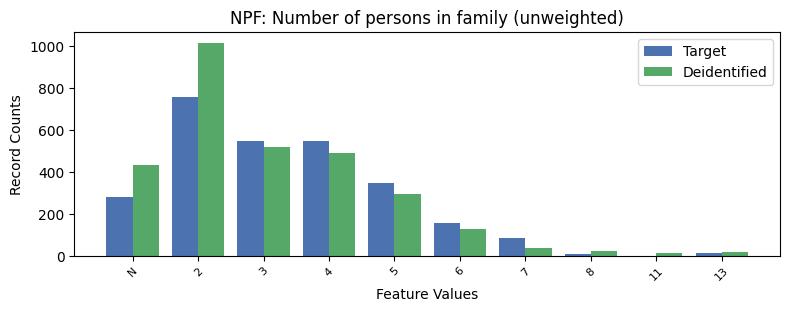 NPF: Number of persons in family (unweighted)
Target
Deidentified
Record Counts
1000
800
600
400
200
0
N 2 3 4 5 6 7 8 11 13
Feature Values